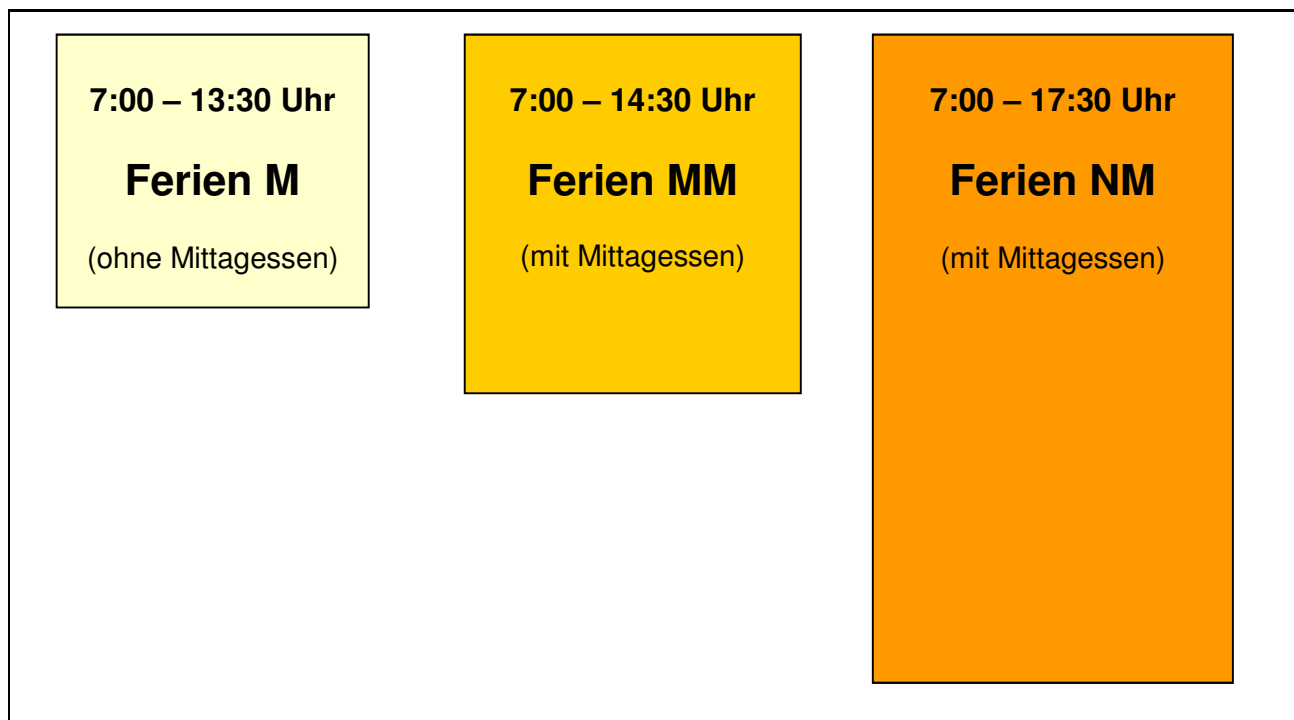 7:00 – 13:30 Uhr
Ferien M
(ohne Mittagessen)
7:00 – 14:30 Uhr
Ferien MM
(mit Mittagessen)
7:00 – 17:30 Uhr
Ferien NM
(mit Mittagessen)